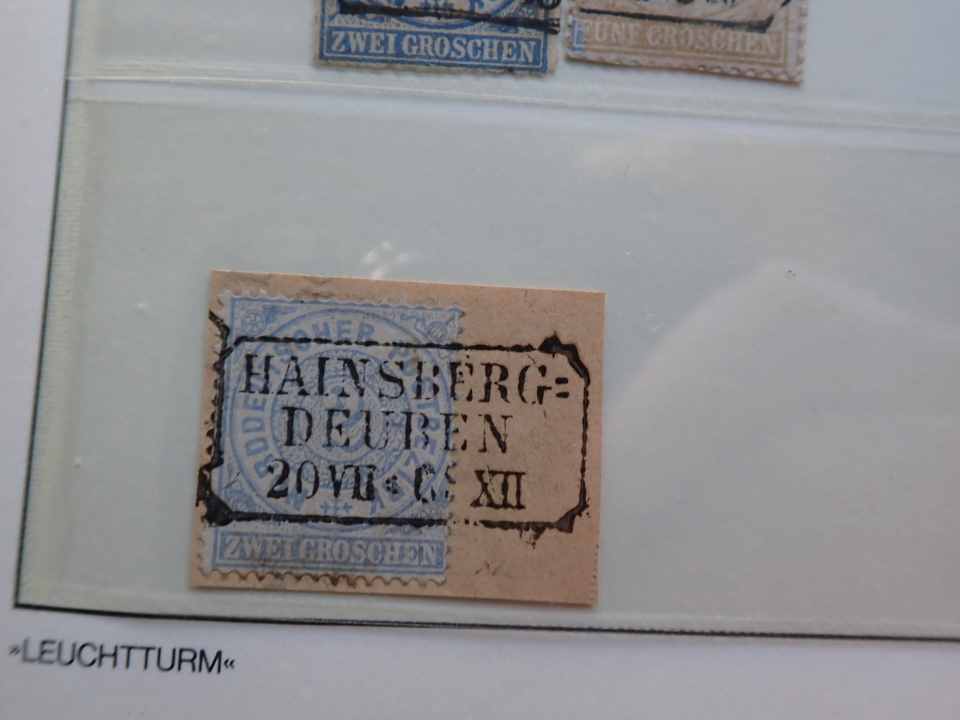 ZWEI GROSCHEN
FÜNF GROSCHEN
HAINSBERG=
DEUBEN
20 VII XII
ZWEI GROSCHEN
»LEUCHTTURM«